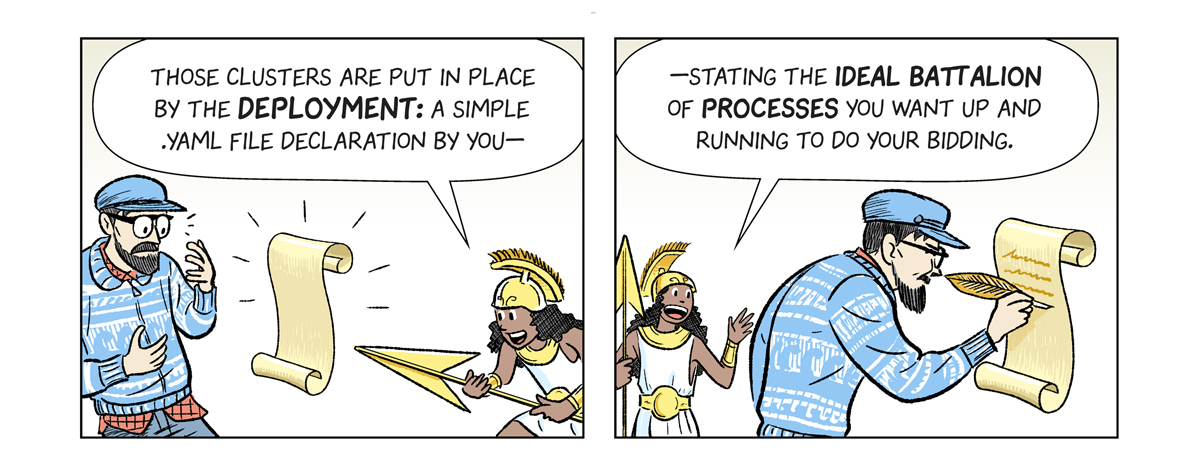 THOSE CLUSTERS ARE PUT IN PLACE
BY THE DEPLOYMENT: A SIMPLE
.YAML FILE DECLARATION BY YOU—
—STATING THE IDEAL BATTALION
OF PROCESSES YOU WANT UP AND
RUNNING TO DO YOUR BIDDING.